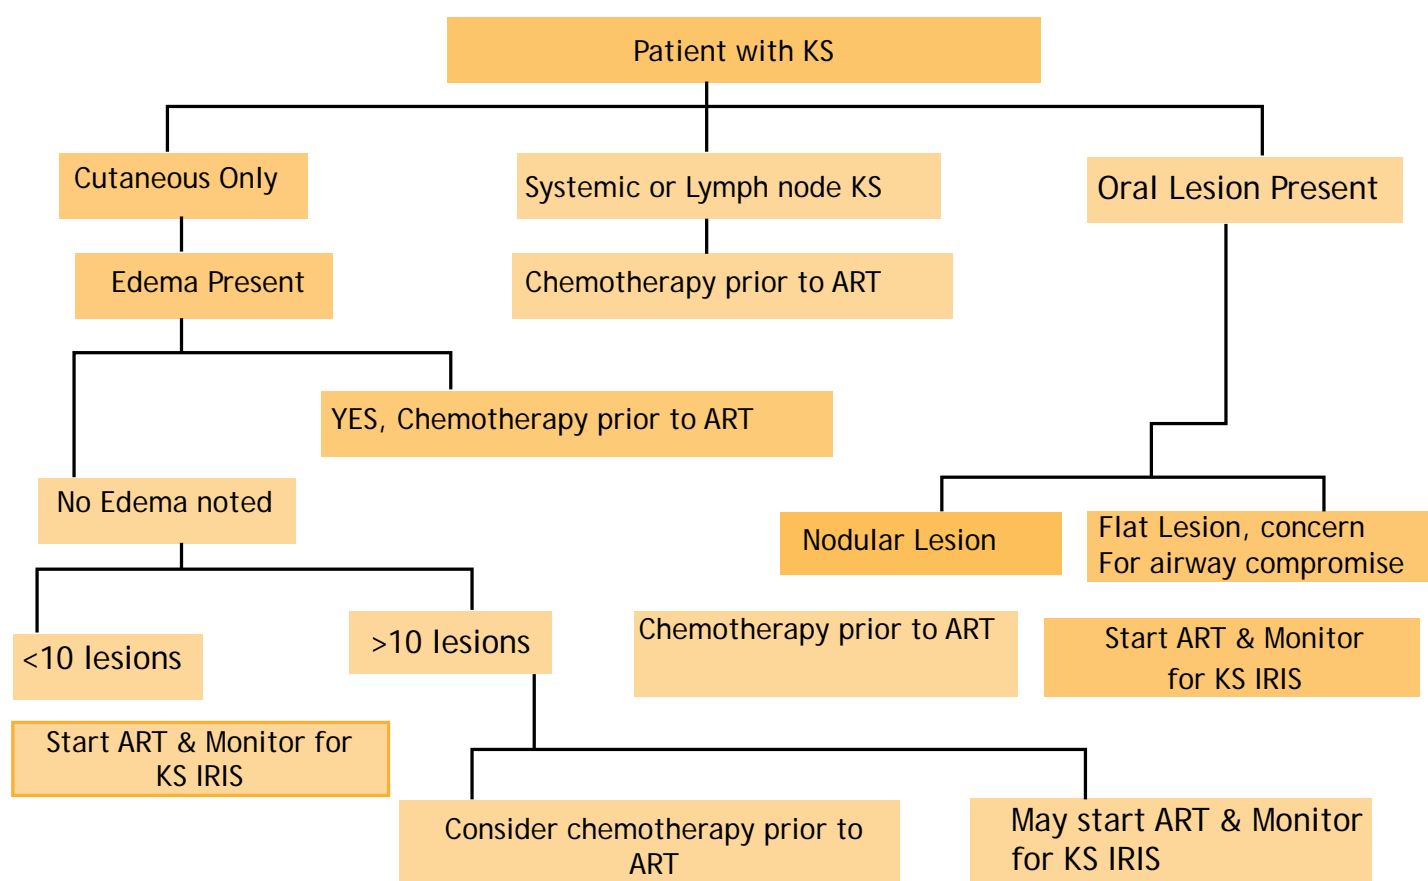 Patient with KS
Cutaneous Only
Systemic or Lymph node KS
Oral Lesion Present
Edema Present
Chemotherapy prior to ART
YES, Chemotherapy prior to ART
No Edema noted
Nodular Lesion
Flat Lesion, concern
For airway compromise
<10 lesions
>10 lesions
Chemotherapy prior to ART
Start ART & Monitor
for KS IRIS
Start ART & Monitor for
KS IRIS
Consider chemotherapy prior to
ART
May start ART & Monitor
for KS IRIS